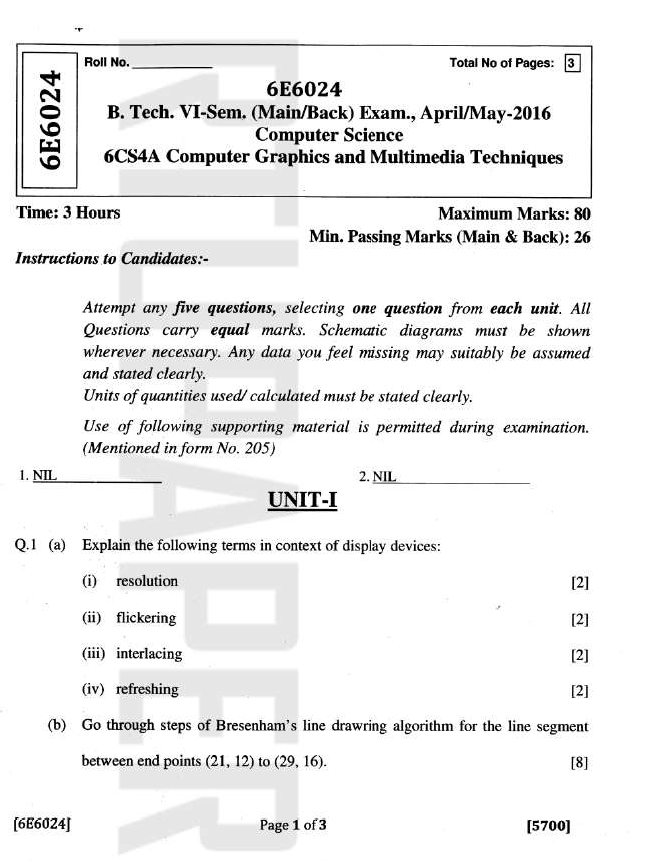 6E6024
Roll No. ___________ Total No of Pages: 3
6E6024
B. Tech. VI-Sem. (Main/Back) Exam., April/May-2016
Computer Science
6CS4A Computer Graphics and Multimedia Techniques
Time: 3 Hours Maximum Marks: 80
Min. Passing Marks (Main & Back): 26
Instructions to Candidates:-
Attempt any five questions, selecting one question from each unit. All
Questions carry equal marks. Schematic diagrams must be shown
wherever necessary. Any data you feel missing may suitably be assumed
and stated clearly.
Units of quantities used/ calculated must be stated clearly.
Use of following supporting material is permitted during examination.
(Mentioned in form No. 205)
1. NIL 2. NIL
UNIT-I
Q.1 (a) Explain the following terms in context of display devices:
(i) resolution [2]
(ii) flickering [2]
(iii) interlacing [2]
(iv) refreshing [2]
(b) Go through steps of Bresenham's line drawring algorithm for the line segment
between end points (21, 12) to (29, 16). [8]
[6E6024] Page 1 of 3 [5700]